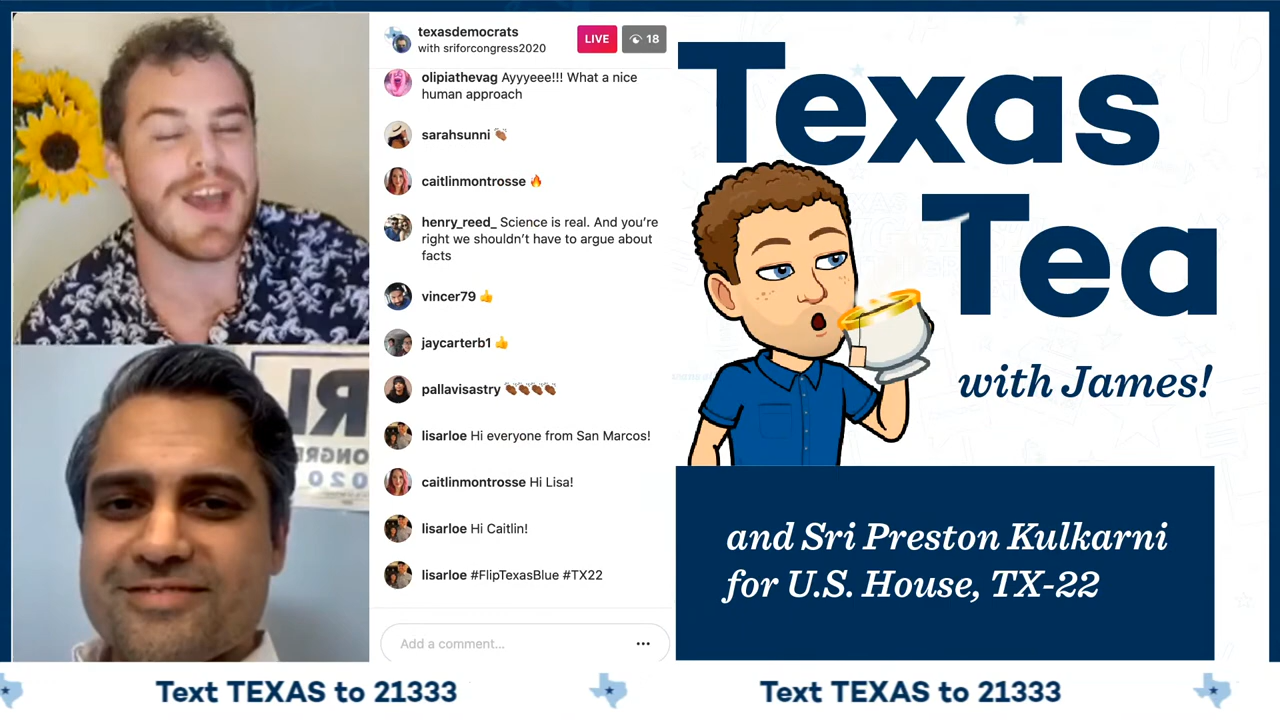 texasdemocrats
with sriforcongress2020
LIVE
18
olipiathevag Ayyyeee!!! What a nice
human approach
sarahsunni 👏🏽
caitlinmontrosse 🔥
henry_reed_ Science is real. And you're
right we shouldn't have to argue about
facts
vincer79 👍
jaycarterb1 👍
pallavisastry 👏🏾👏🏾👏🏾👏🏾
lisarloe Hi everyone from San Marcos!
caitlinmontrosse Hi Lisa!
lisarloe Hi Caitlin!
lisarloe #FlipTexasBlue #TX22
Add a comment...
Texas
Tea
with James!
and Sri Preston Kulkarni
for U.S. House, TX-22
2020
Text TEXAS to 21333
Text TEXAS to 21333